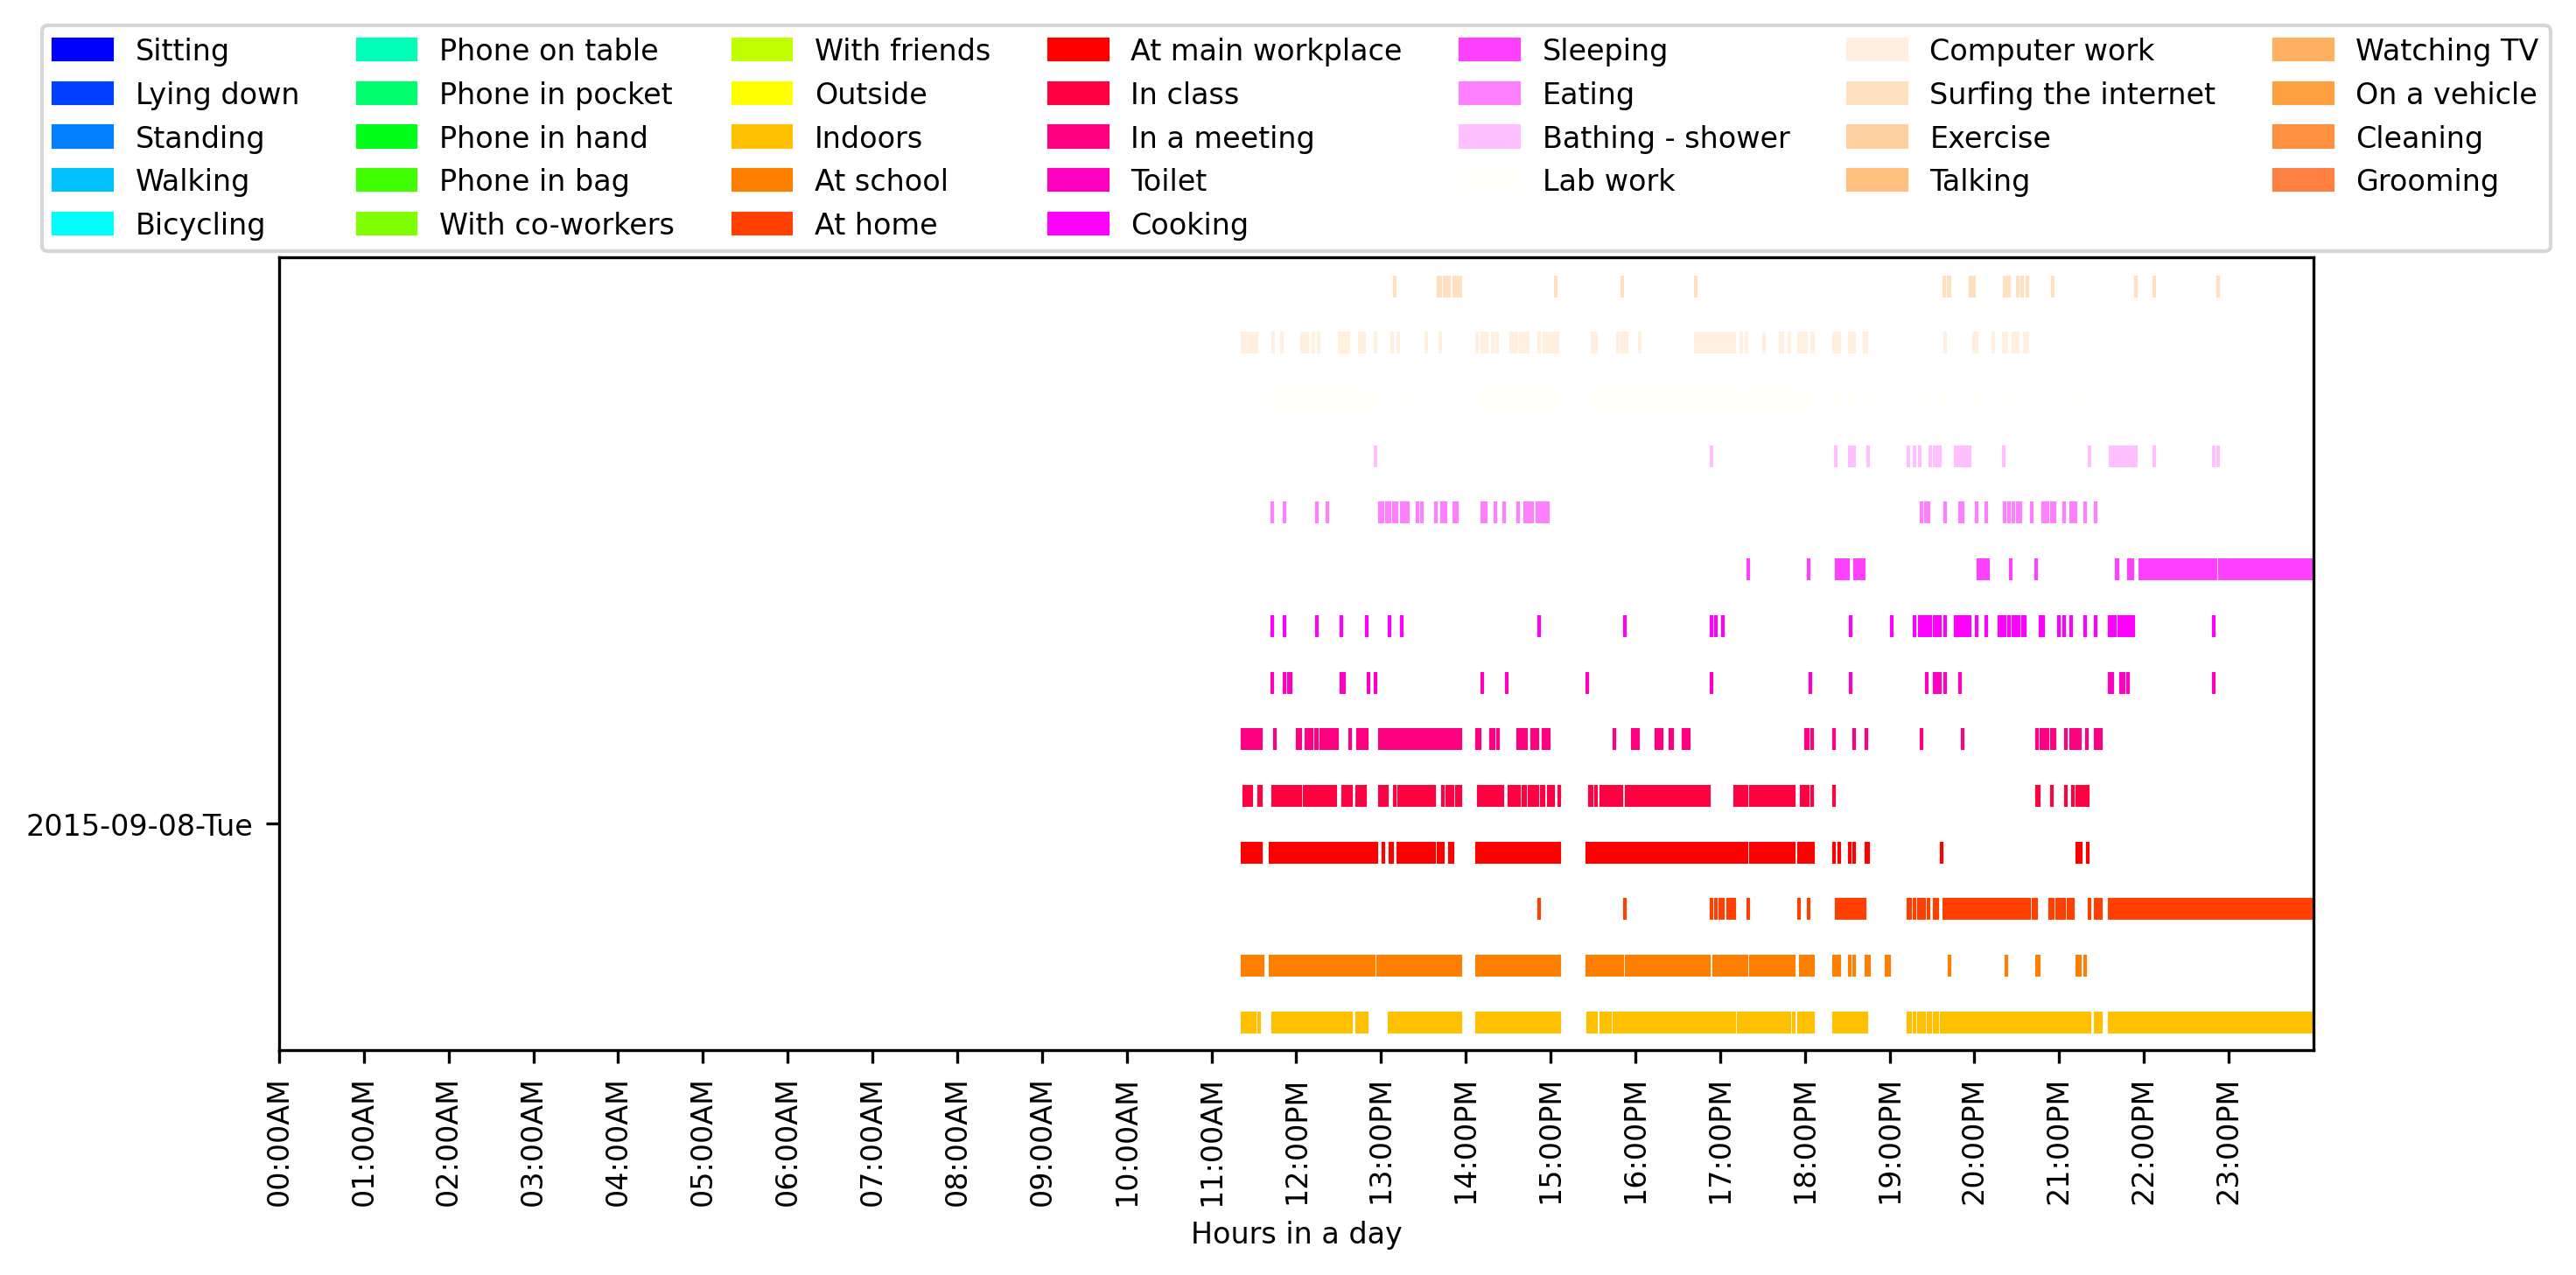 Sitting
Lying down
Standing
Walking
Bicycling
Phone on table
Phone in pocket
Phone in hand
Phone in bag
With co-workers
With friends
Outside
Indoors
At school
At home
At main workplace
In class
In a meeting
Toilet
Cooking
Sleeping
Eating
Bathing - shower
Lab work
Computer work
Surfing the internet
Exercise
Talking
Watching TV
On a vehicle
Cleaning
Grooming
2015-09-08-Tue
00:00AM
01:00AM
02:00AM
03:00AM
04:00AM
05:00AM
06:00AM
07:00AM
08:00AM
09:00AM
10:00AM
11:00AM
12:00PM
13:00PM
14:00PM
15:00PM
16:00PM
17:00PM
18:00PM
19:00PM
20:00PM
21:00PM
22:00PM
23:00PM
Hours in a day